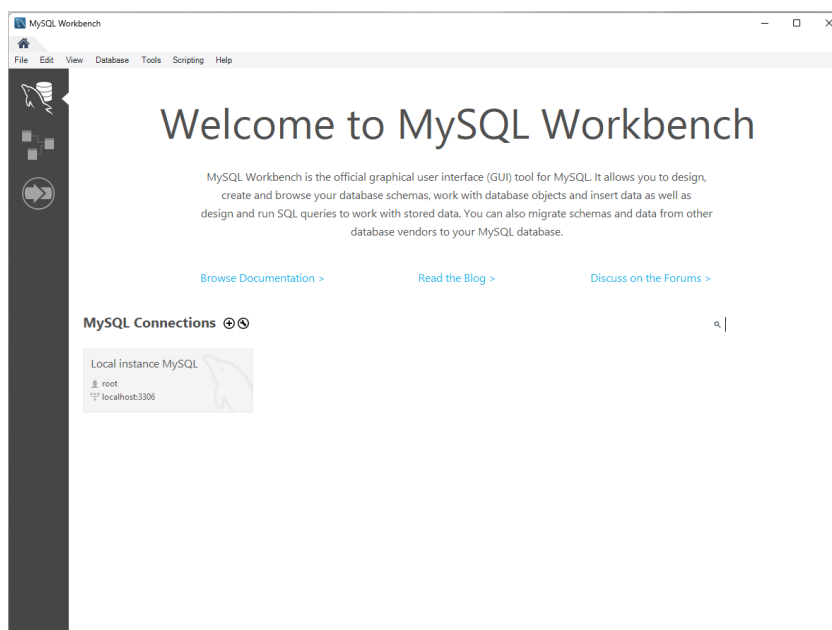 MySQL Workbench
File Edit View Database Tools Scripting Help
Welcome to MySQL Workbench
MySQL Workbench is the official graphical user interface (GUI) tool for MySQL. It allows you to design,
create and browse your database schemas, work with database objects and insert data as well as
design and run SQL queries to work with stored data. You can also migrate schemas and data from other
database vendors to your MySQL database.
Browse Documentation > Read the Blog > Discuss on the Forums >
MySQL Connections
Local instance MySQL
root
localhost:3306